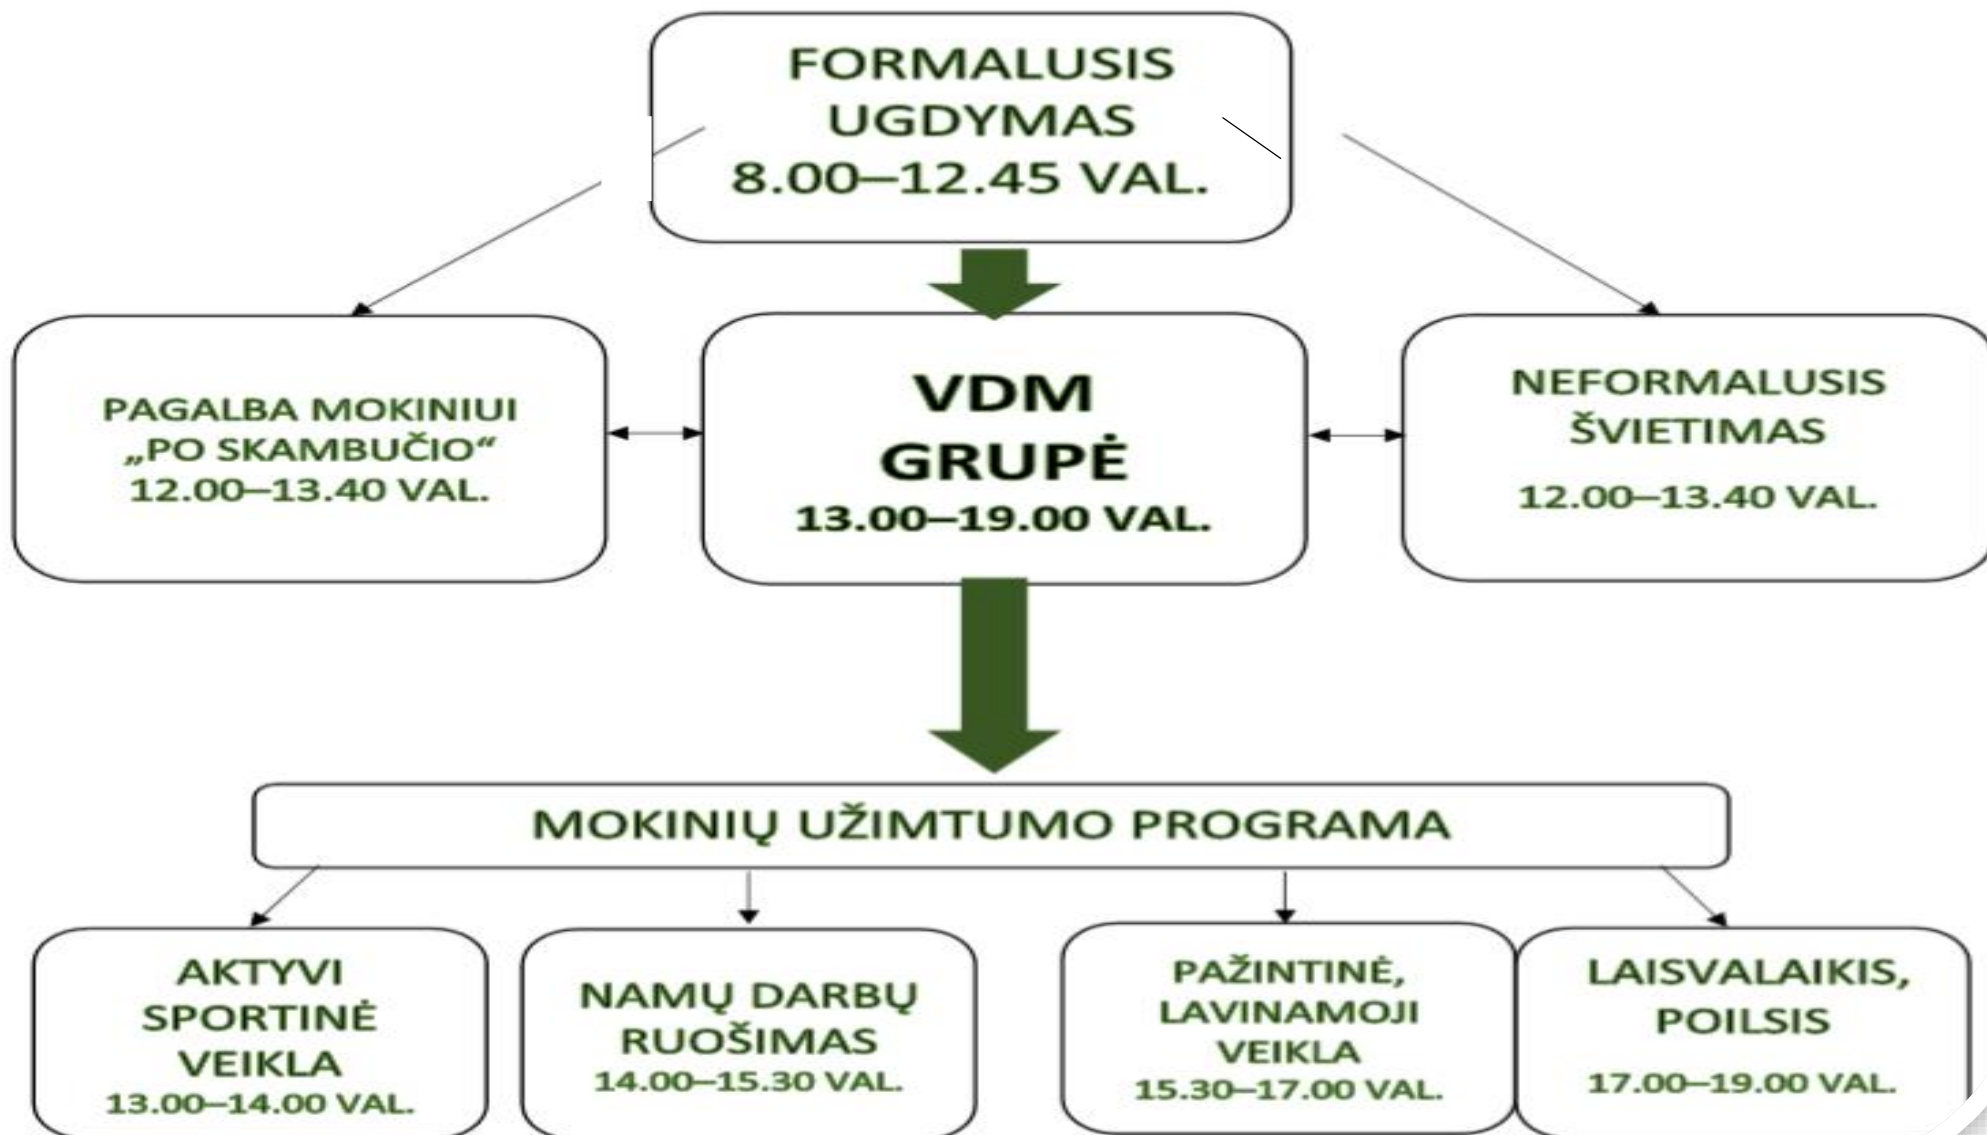 FORMALUSIS
UGDYMAS
8.00–12.45 VAL.
PAGALBA MOKINIUI
„PO SKAMBUČIO“
12.00–13.40 VAL.
VDM
GRUPĖ
13.00–19.00 VAL.
NEFORMALUSIS
ŠVIETIMAS
12.00–13.40 VAL.
MOKINIŲ UŽIMTUMO PROGRAMA
AKTYVI
SPORTINĖ
VEIKLA
13.00–14.00 VAL.
NAMŲ DARBŲ
RUOŠIMAS
14.00–15.30 VAL.
PAŽINTINĖ,
LAVINAMOJI
VEIKLA
15.30–17.00 VAL.
LAISVALAIKIS,
POILSIS
17.00–19.00 VAL.